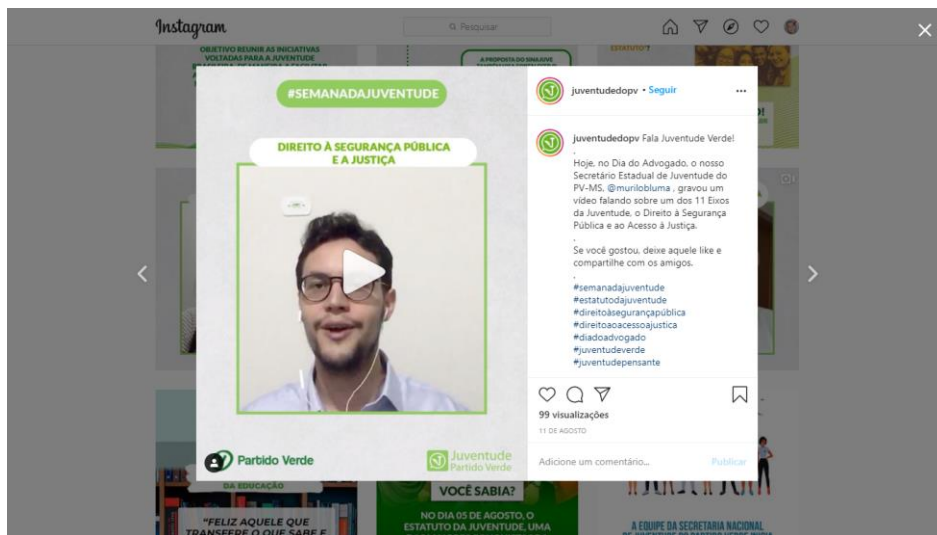 Instagram
Pesquisar
OBJETIVO REUNIR AS INICIATIVAS
VOLTADAS PARA A JUVENTUDE
A PROPOSTA DO SINAJUVE
ESTATUTO"?
#SEMANADAJUVENTUDE
DIREITO À SEGURANÇA PÚBLICA
E A JUSTIÇA
Partido Verde
Juventude
Partido Verde
juventudedopv • Seguir
juventudedopv Fala Juventude Verde!
.
Hoje, no Dia do Advogado, o nosso
Secretário Estadual de Juventude do
PV-MS, @murilobluma , gravou um
vídeo falando sobre um dos 11 Eixos
da Juventude, o Direito à Segurança
Pública e ao Acesso à Justiça.
.
Se você gostou, deixe aquele like e
compartilhe com os amigos.
.
#semanadajuventude
#estatutodajuventude
#direitoàsegurançapública
#direitoaoacessoajustica
#diadoadvogado
#juventudeverde
#juventudepensante
99 visualizações
11 DE AGOSTO
Adicione um comentário...
Publicar
DA EDUCAÇÃO
"FELIZ AQUELE QUE
TRANSFERE O QUE SABE E
VOCÊ SABIA?
NO DIA 05 DE AGOSTO, O
ESTATUTO DA JUVENTUDE, UMA
A EQUIPE DA SECRETARIA NACIONAL